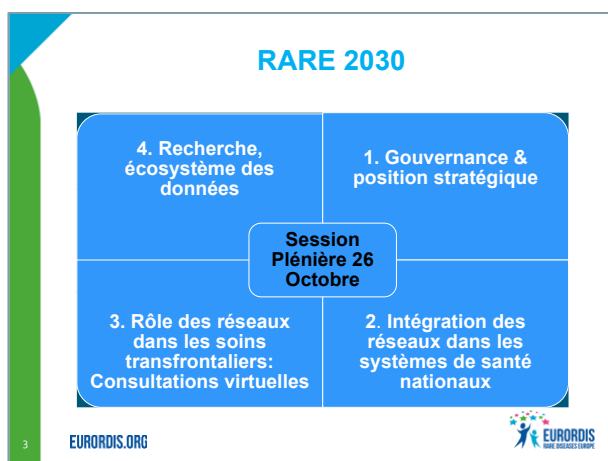 RARE 2030
4. Recherche,
écosystème des
données
1. Gouvernance &
position stratégique
Session
Plénière 26
Octobre
3. Rôle des réseaux
dans les soins
transfrontaliers:
Consultations virtuelles
2. Intégration des
réseaux dans les
systèmes de santé
nationaux
3
EURORDIS.ORG
EURORDIS
RARE DISEASES EUROPE